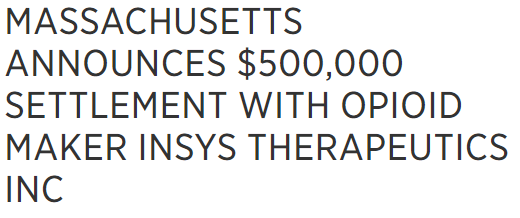 MASSACHUSETTS
ANNOUNCES $500,000
SETTLEMENT WITH OPIOID
MAKER INSYS THERAPEUTICS
INC